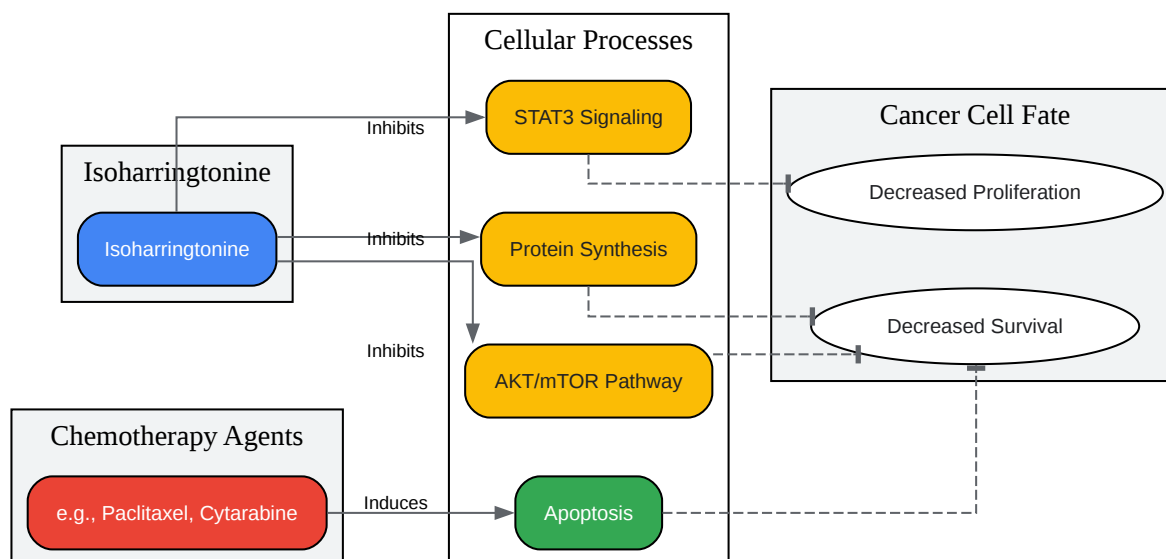 Cellular Processes
STAT3 Signaling
Inhibits
Cancer Cell Fate
Decreased Proliferation
Isoharringtonine
Isoharringtonine
Inhibits
Protein Synthesis
Decreased Survival
Inhibits
AKT/mTOR Pathway
Chemotherapy Agents
e.g., Paclitaxel, Cytarabine
Induces
Apoptosis